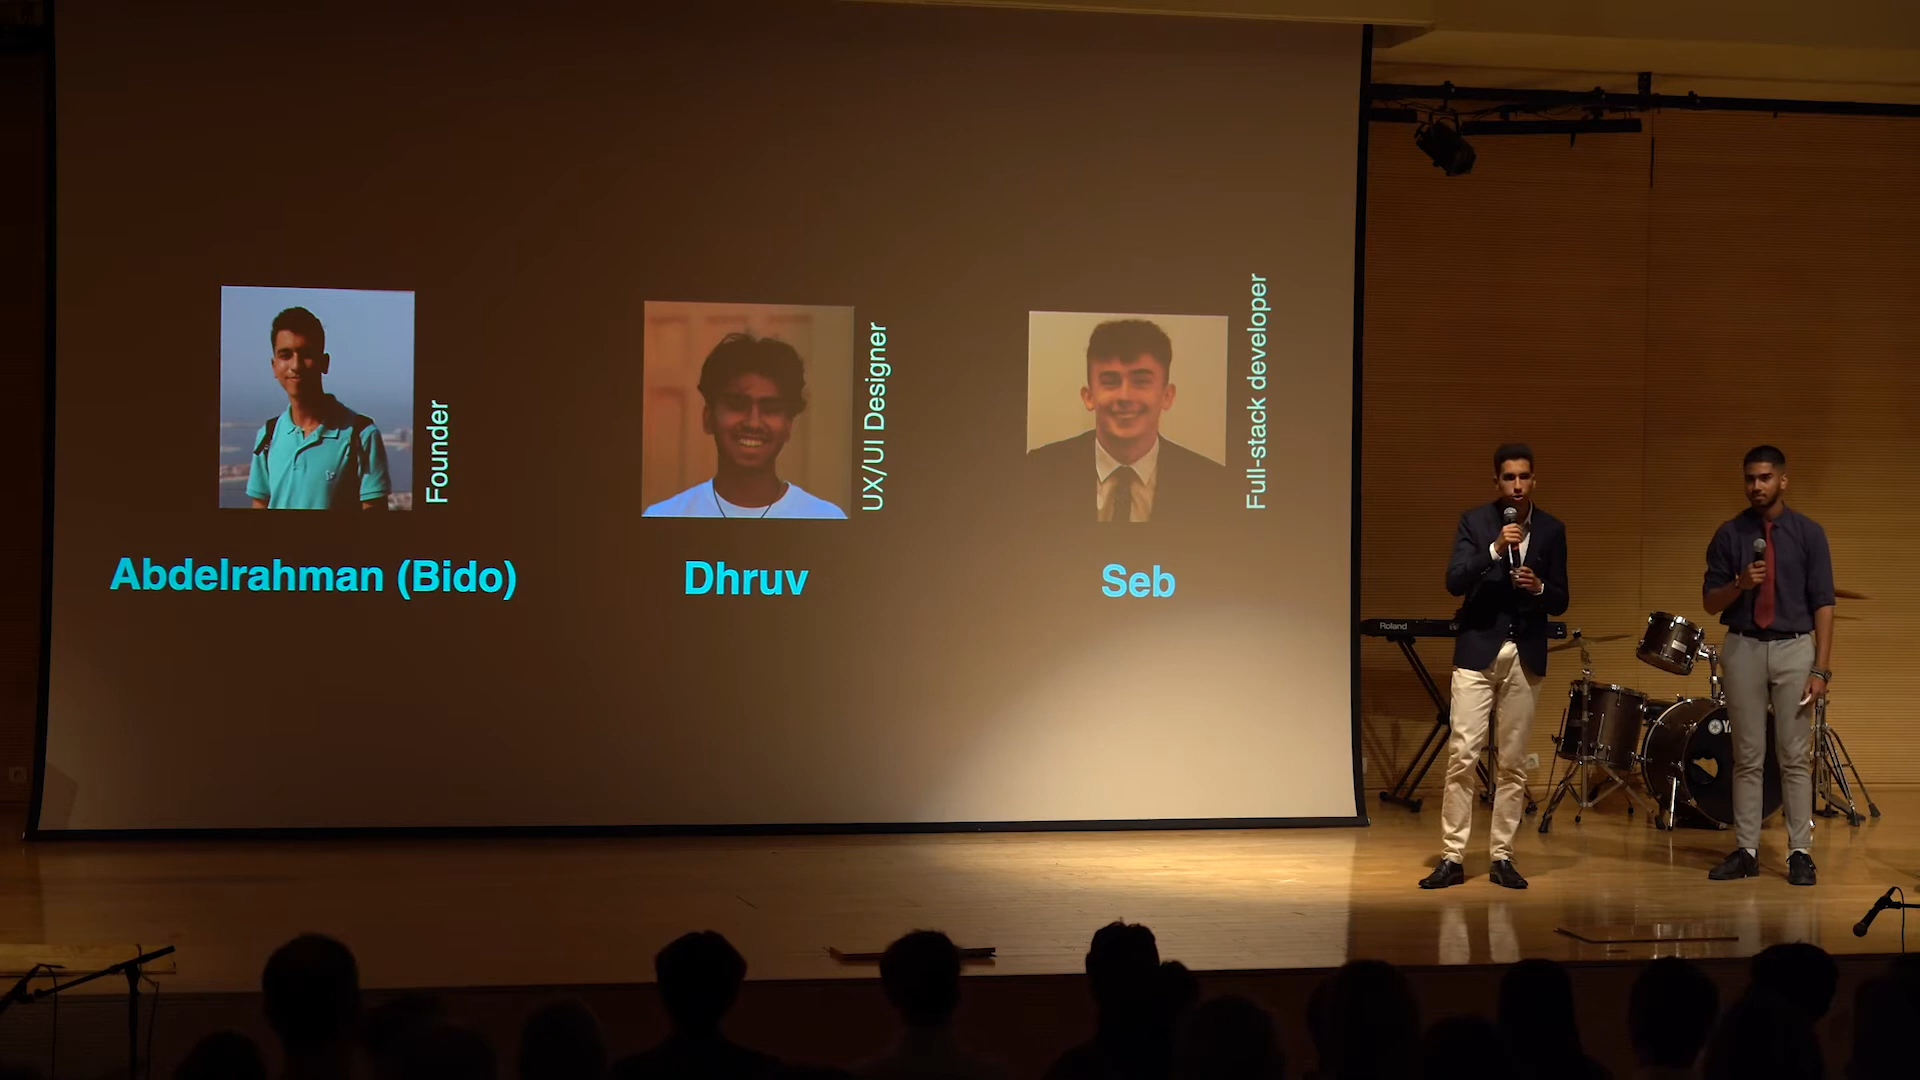 Founder
UX/UI Designer
Full-stack developer
Abdelrahman (Bido)
Dhruv
Seb
Roland